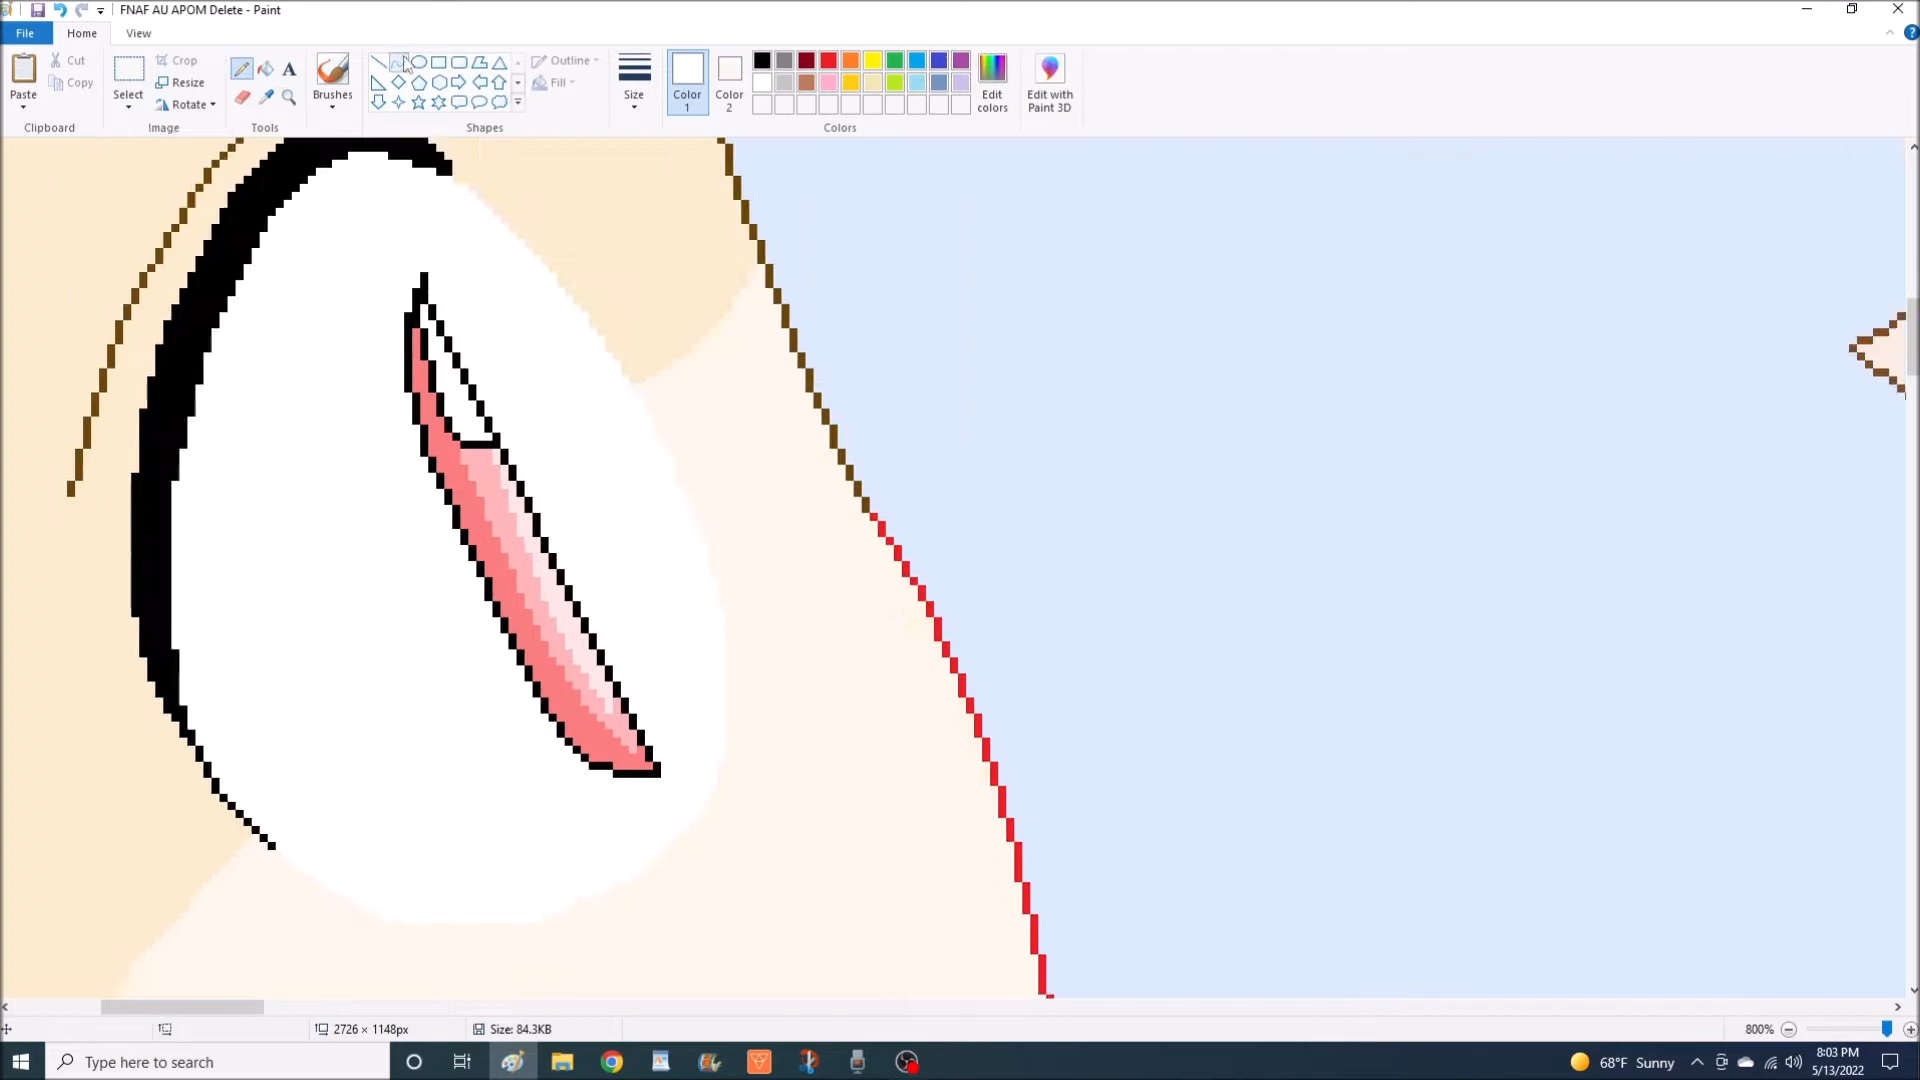 FNAF AU APOM Delete - Paint
File Home View
Paste
Cut
Copy
Clipboard
Select
Crop
Resize
Rotate
Image
A
Tools
Brushes
Outline
Fill
Shapes
Size
Color 1
Color 2
Edit colors
Colors
Edit with Paint 3D
2726 × 1148px
Size: 84.3KB
800%
Type here to search
68°F Sunny
8:03 PM
5/13/2022